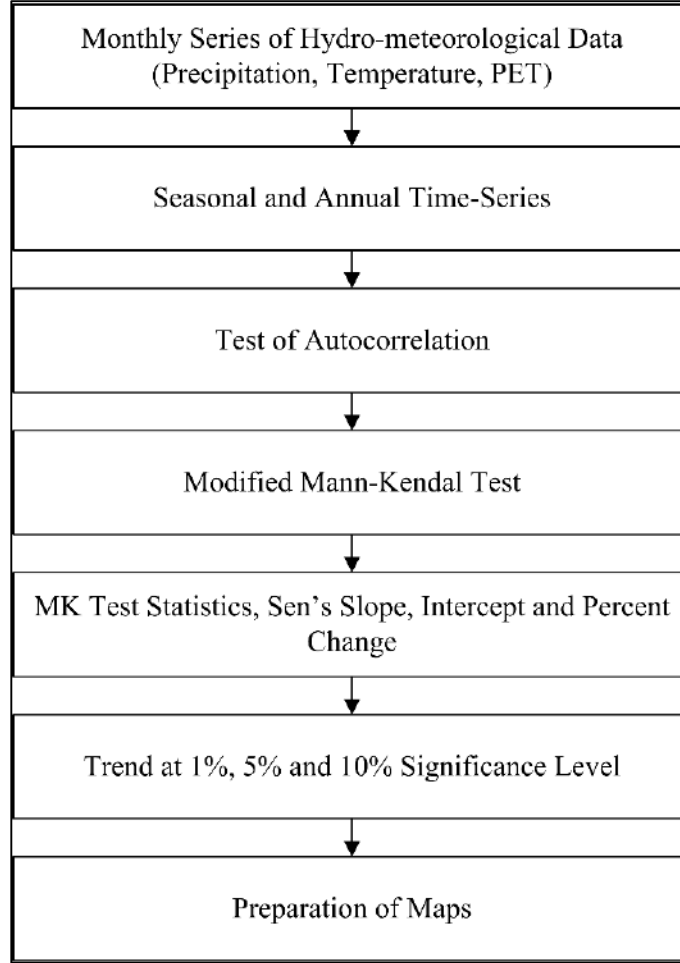 Monthly Series of Hydro-meteorological Data
(Precipitation, Temperature, PET)
Seasonal and Annual Time-Series
Test of Autocorrelation
Modified Mann-Kendal Test
MK Test Statistics, Sen’s Slope, Intercept and Percent
Change
Trend at 1%, 5% and 10% Significance Level
Preparation of Maps